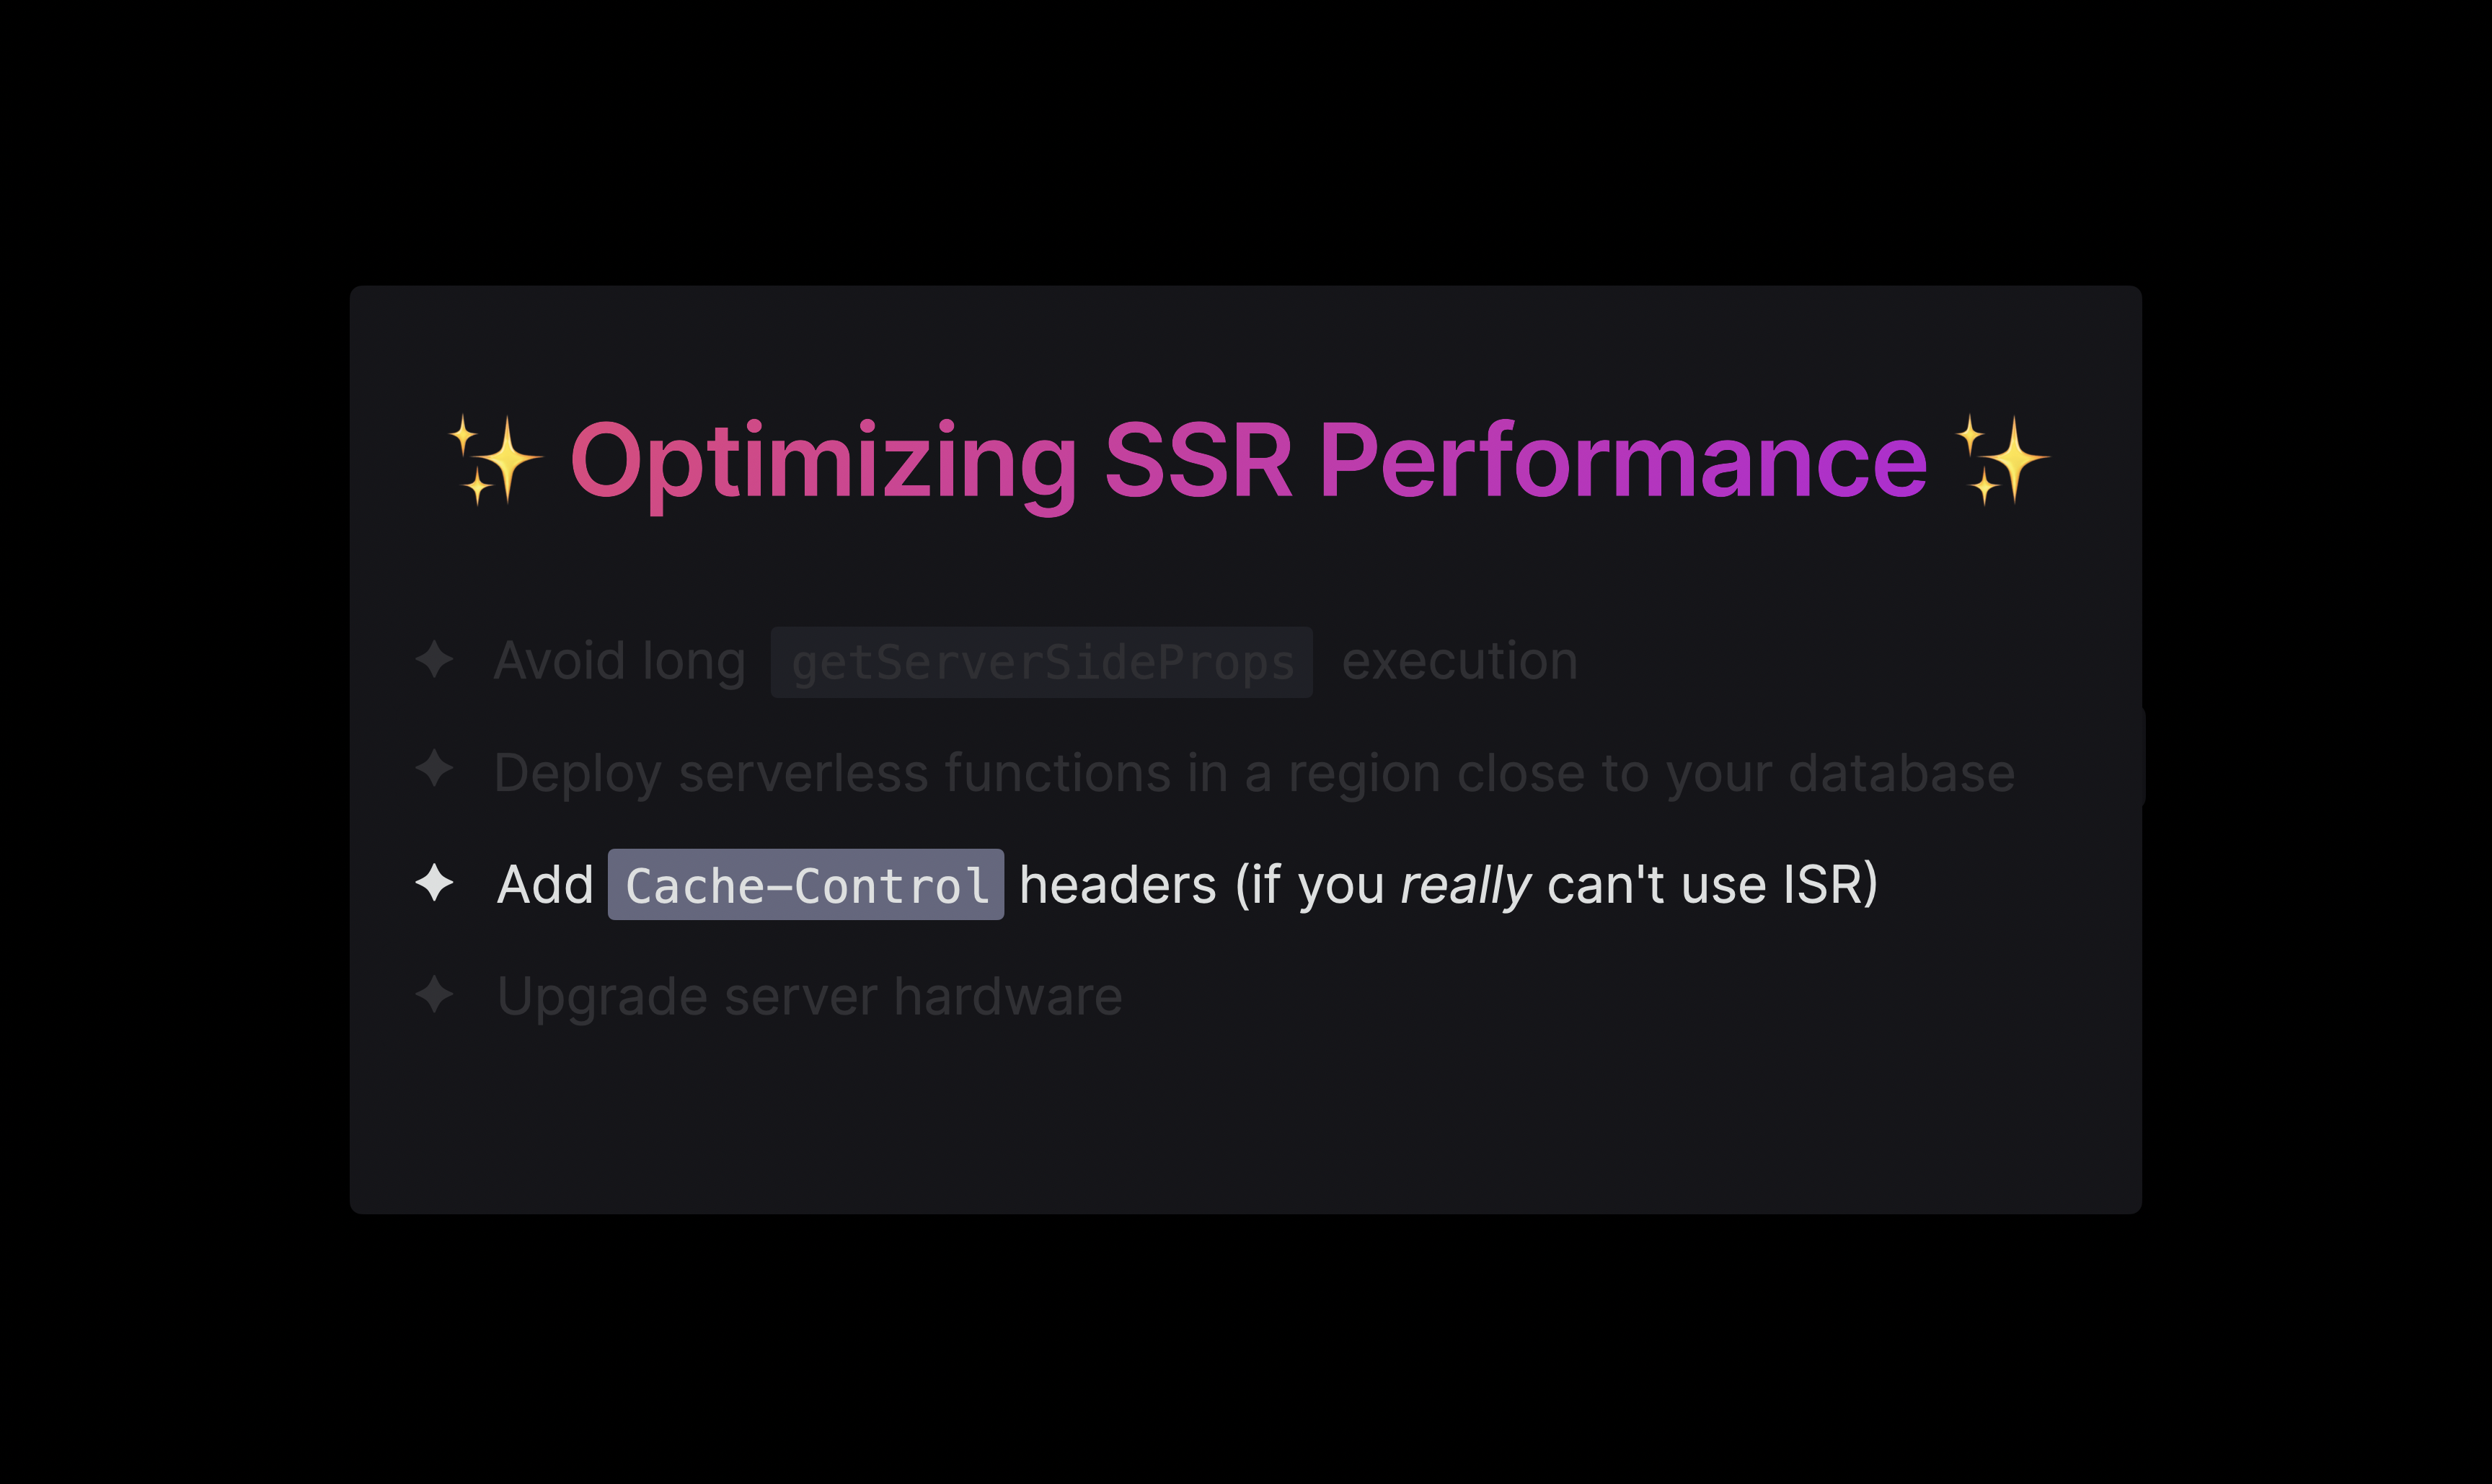 ✨ Optimizing SSR Performance ✨
Avoid long getServerSideProps execution
Deploy serverless functions in a region close to your database
Add Cache-Control headers (if you really can't use ISR)
Upgrade server hardware